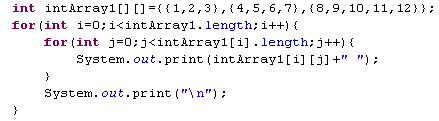 int intArray1[][]={{1,2,3},{4,5,6,7},{8,9,10,11,12}};
for(int i=0;i<intArray1.length;i++){
    for(int j=0;j<intArray1[i].length;j++){
        System.out.print(intArray1[i][j]+" ");
    }
    System.out.print("\n");
}